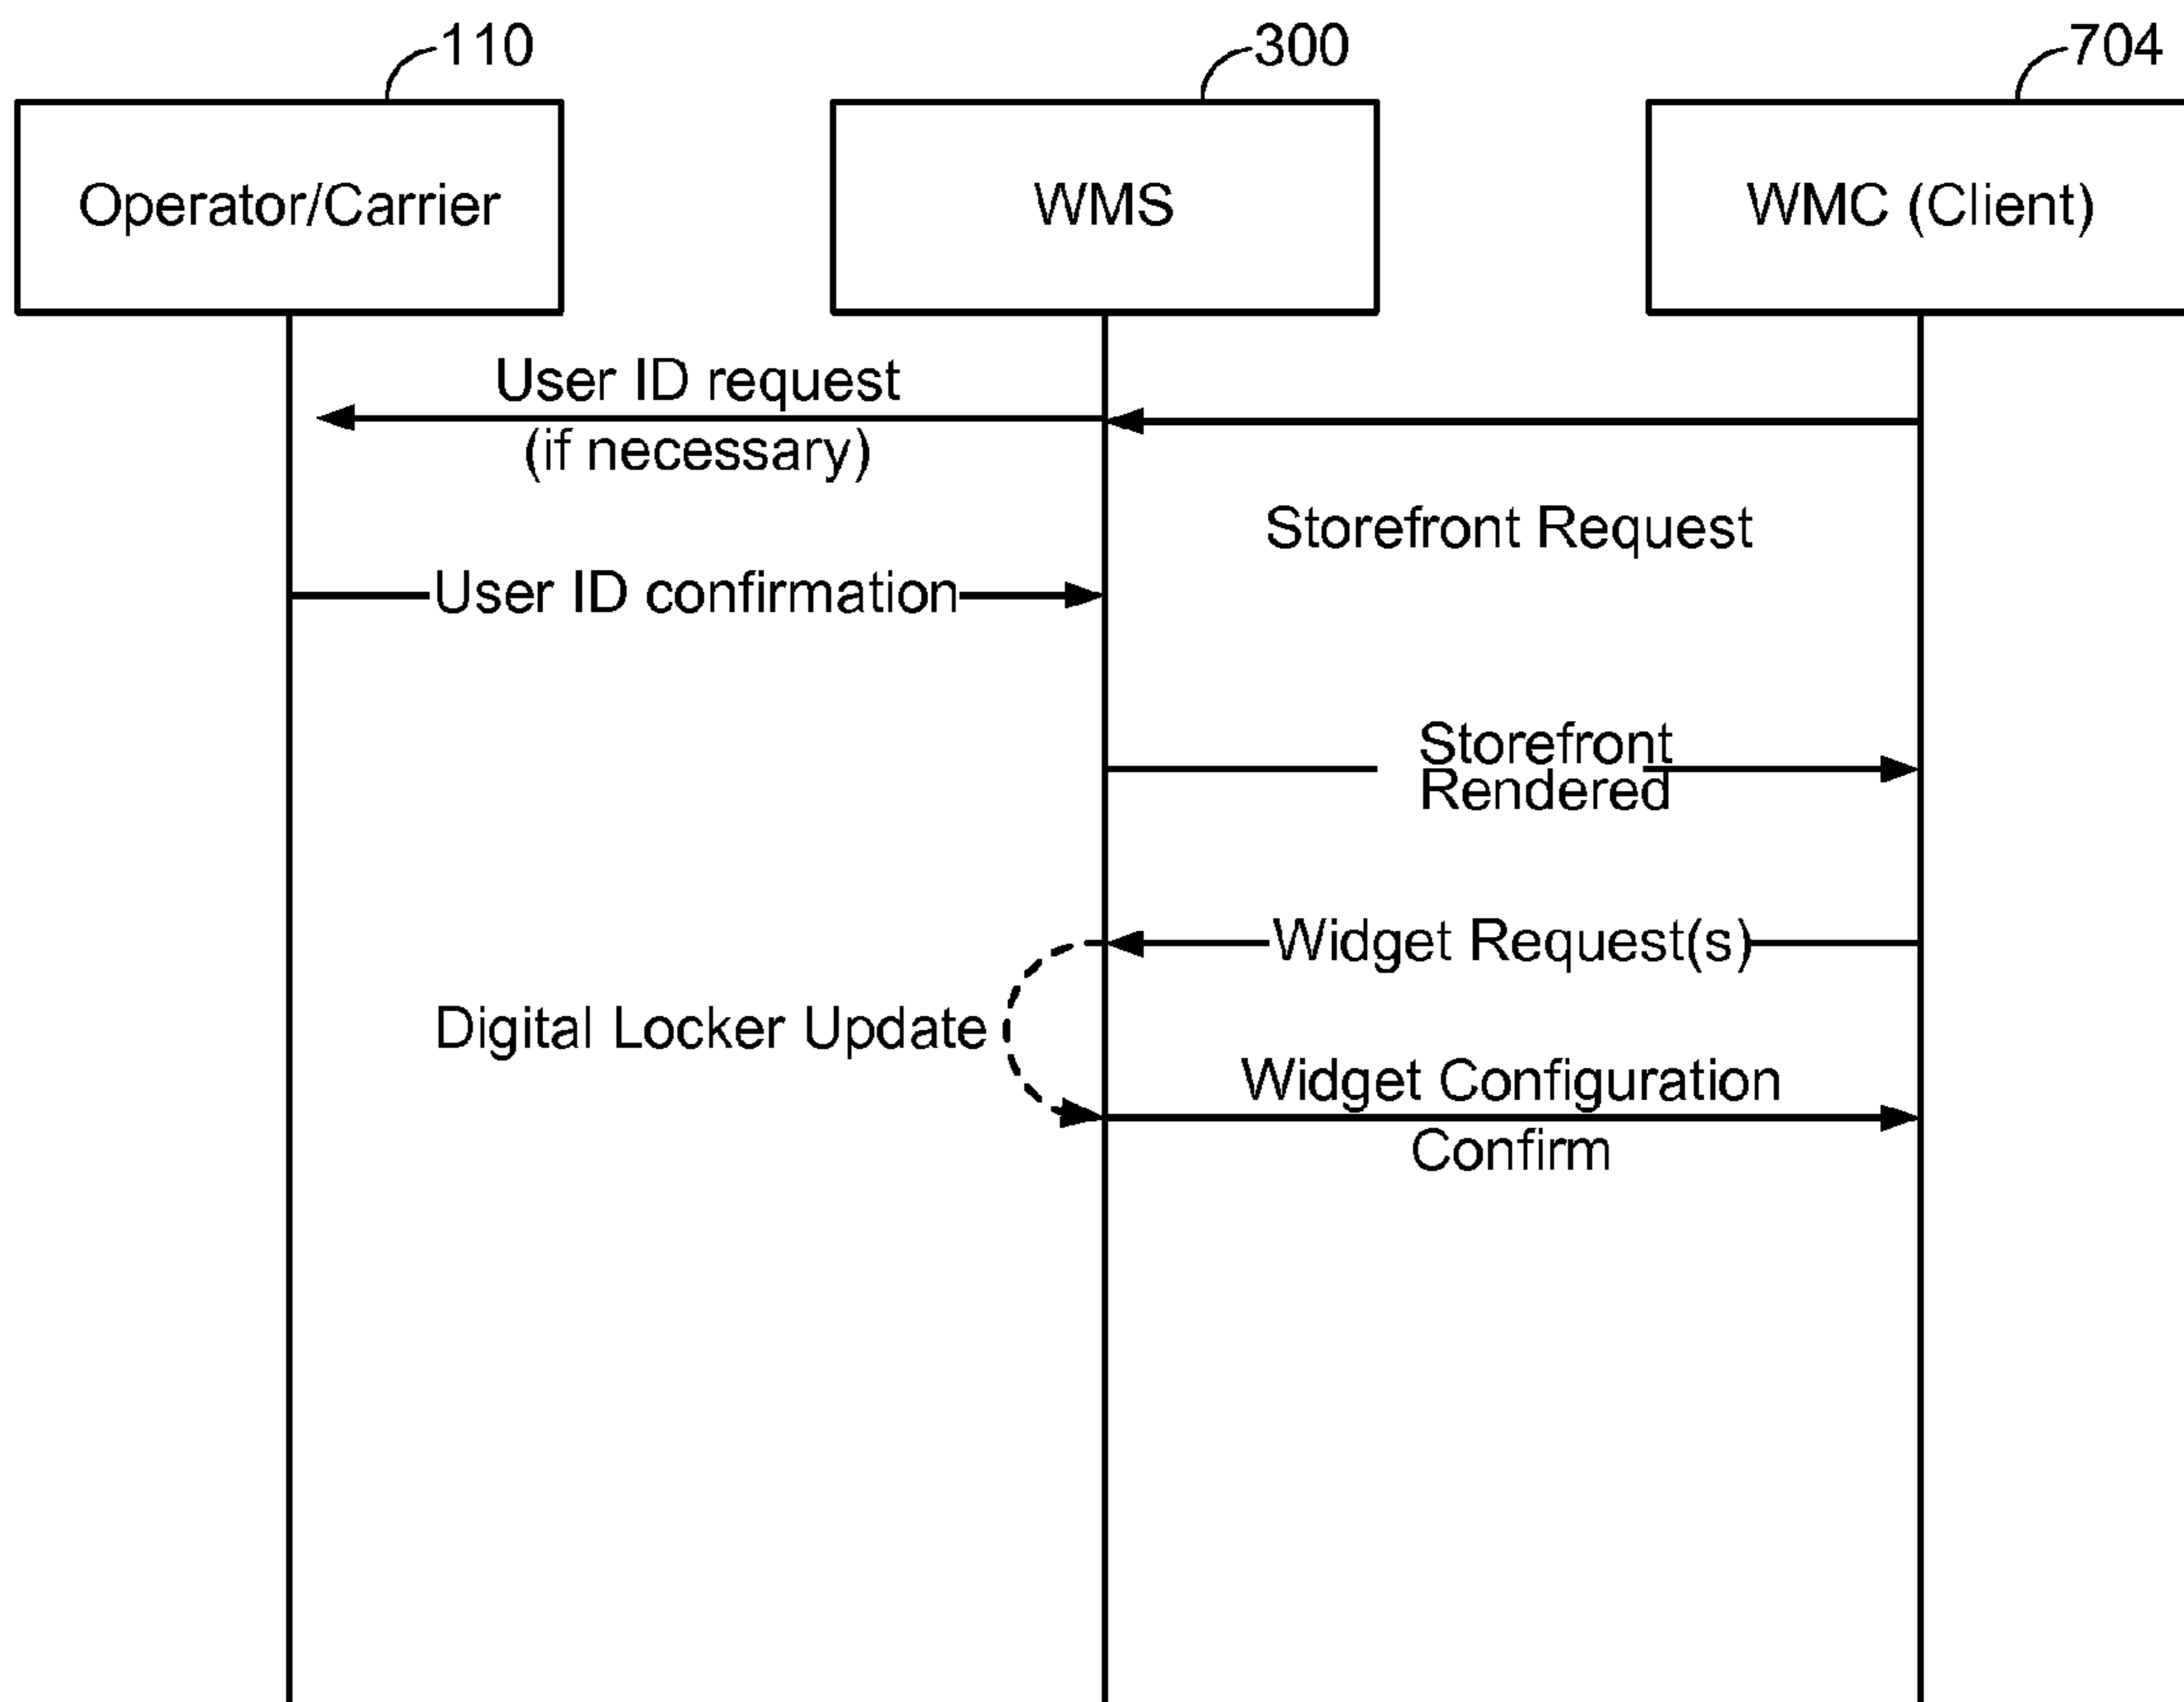 110
300
704
Operator/Carrier
WMS
WMC (Client)
User ID request
(if necessary)
Storefront Request
User ID confirmation
Storefront
Rendered
Widget Request(s)
Digital Locker Update
Widget Configuration
Confirm